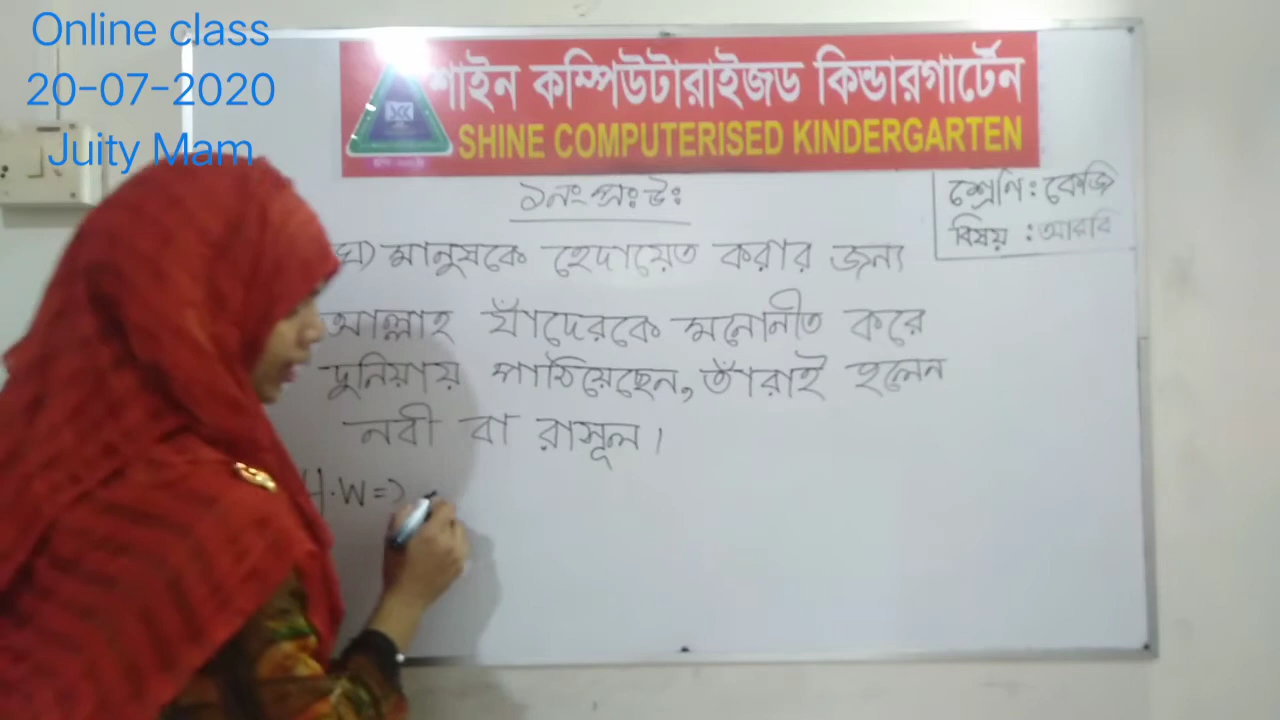 Online class
20-07-2020
Juity Mam
শাইন কম্পিউটারাইজড কিন্ডারগার্টেন
SHINE COMPUTERISED KINDERGARTEN
শ্রেণি: কেজি
বিষয় : আরবি
১নং প্রঃ উঃ
ঘ) মানুষকে হেদায়েত করার জন্য
আল্লাহ যাঁদেরকে মনোনীত করে
দুনিয়ায় পাঠিয়েছেন, তাঁরাই হলেন
নবী বা রাসূল।
H.W=>